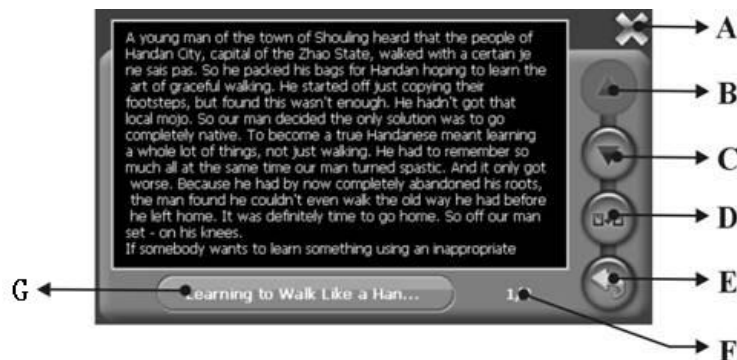 A young man of the town of Shouling heard that the people of
Handan City, capital of the Zhao State, walked with a certain je
ne sais pas. So he packed his bags for Handan hoping to learn the
art of graceful walking. He started off just copying their
footsteps, but found this wasn't enough. He hadn't got that
local mojo. So our man decided the only solution was to go
completely native. To become a true Handanese meant learning
a whole lot of things, not just walking. He had to remember so
much all at the same time our man turned spastic. And it only got
worse. Because he had by now completely abandoned his roots,
the man found he couldn't even walk the old way he had before
he left home. It was definitely time to go home. So off our man
set - on his knees.
If somebody wants to learn something using an inappropriate
Learning to Walk Like a Han...
A
B
C
D
E
F
G